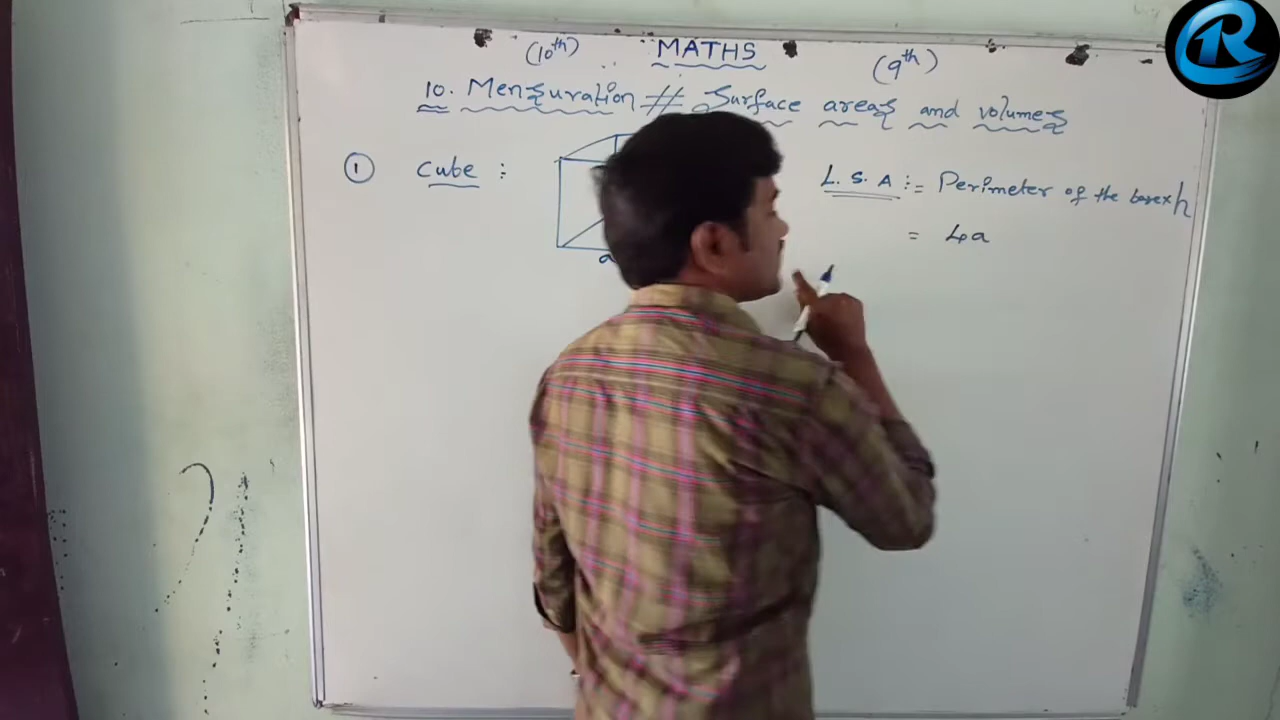 (10th) MATHS (9th)
10. Mensuration // Surface areas and volumes
1 Cube :
L.S.A := Perimeter of the base x h
= 4a
a
R